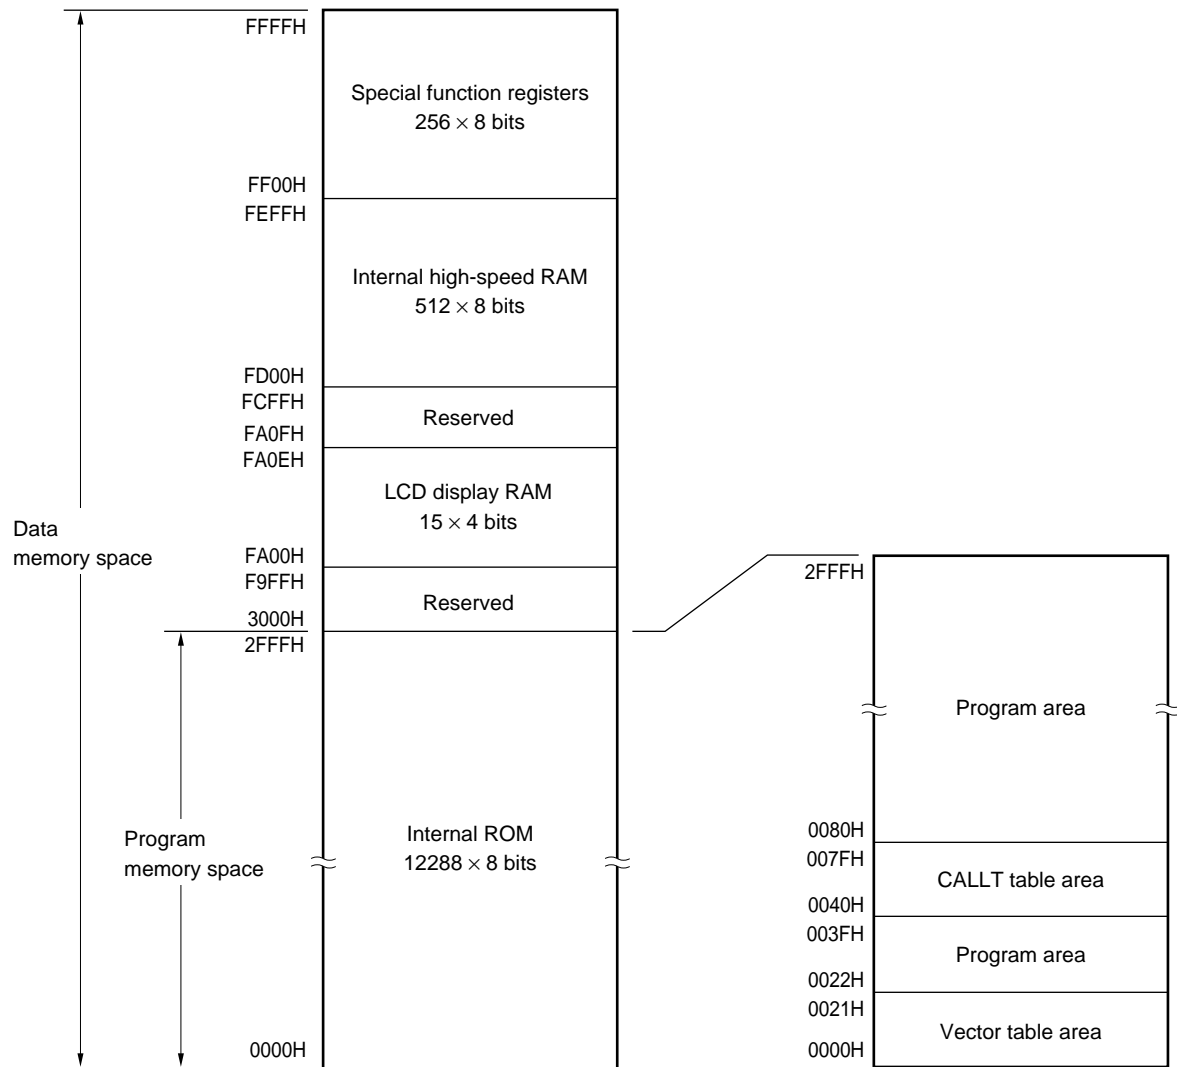 FFFFH
Special function registers
256 × 8 bits
FF00H
FEFFH
Internal high-speed RAM
512 × 8 bits
FD00H
FCFFH
Reserved
FA0FH
FA0EH
LCD display RAM
15 × 4 bits
Data
memory space
FA00H
F9FFH
Reserved
3000H
2FFFH
Program
memory space
Internal ROM
12288 × 8 bits
0000H
2FFFH
Program area
0080H
007FH
CALLT table area
0040H
003FH
Program area
0022H
0021H
Vector table area
0000H